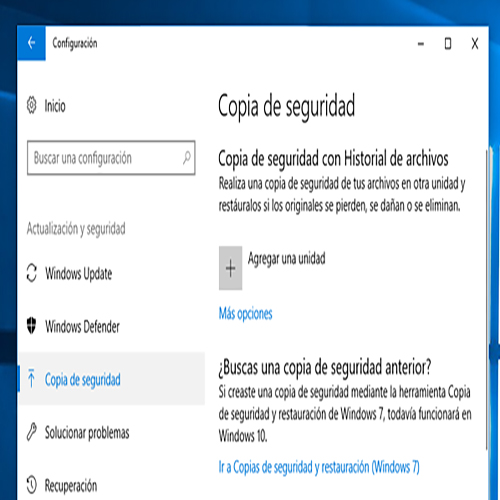 Configuración
Inicio
Buscar una configuración
Actualización y seguridad
Windows Update
Windows Defender
Copia de seguridad
Solucionar problemas
Recuperación
Copia de seguridad
Copia de seguridad con Historial de archivos
Realiza una copia de seguridad de tus archivos en otra unidad y
restáuralos si los originales se pierden, se dañan o se eliminan.
Agregar una unidad
Más opciones
¿Buscas una copia de seguridad anterior?
Si creaste una copia de seguridad mediante la herramienta Copia
de seguridad y restauración de Windows 7, todavía funcionará en
Windows 10.
Ir a Copias de seguridad y restauración (Windows 7)